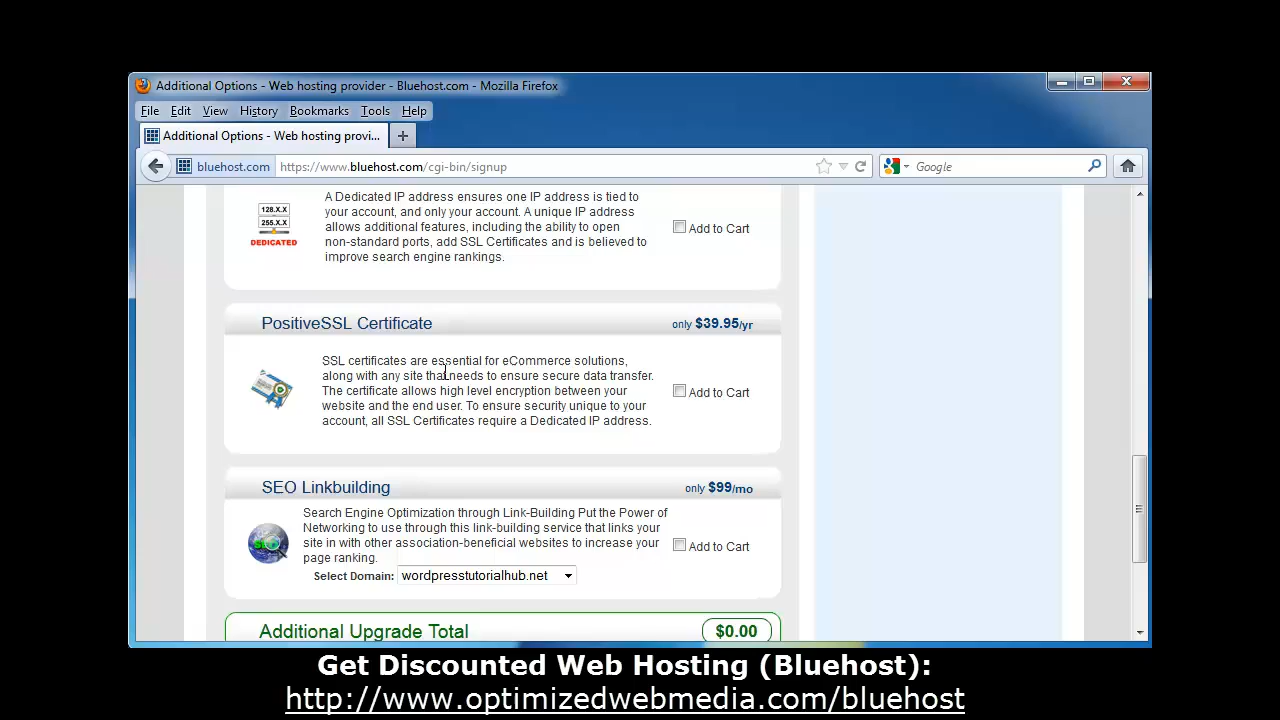 Additional Options - Web hosting provider - Bluehost.com - Mozilla Firefox
File Edit View History Bookmarks Tools Help
Additional Options - Web hosting provi... +
bluehost.com https://www.bluehost.com/cgi-bin/signup Google
A Dedicated IP address ensures one IP address is tied to
your account, and only your account. A unique IP address
allows additional features, including the ability to open
non-standard ports, add SSL Certificates and is believed to
improve search engine rankings.
128.X.X
255.X.X
DEDICATED
Add to Cart
PositiveSSL Certificate only $39.95/yr
SSL certificates are essential for eCommerce solutions,
along with any site that needs to ensure secure data transfer.
The certificate allows high level encryption between your
website and the end user. To ensure security unique to your
account, all SSL Certificates require a Dedicated IP address.
Add to Cart
SEO Linkbuilding only $99/mo
Search Engine Optimization through Link-Building Put the Power of
Networking to use through this link-building service that links your
site in with other association-beneficial websites to increase your
page ranking.
SEO
Add to Cart
Select Domain: wordpresstutorialhub.net
Additional Upgrade Total $0.00
Get Discounted Web Hosting (Bluehost):
http://www.optimizedwebmedia.com/bluehost